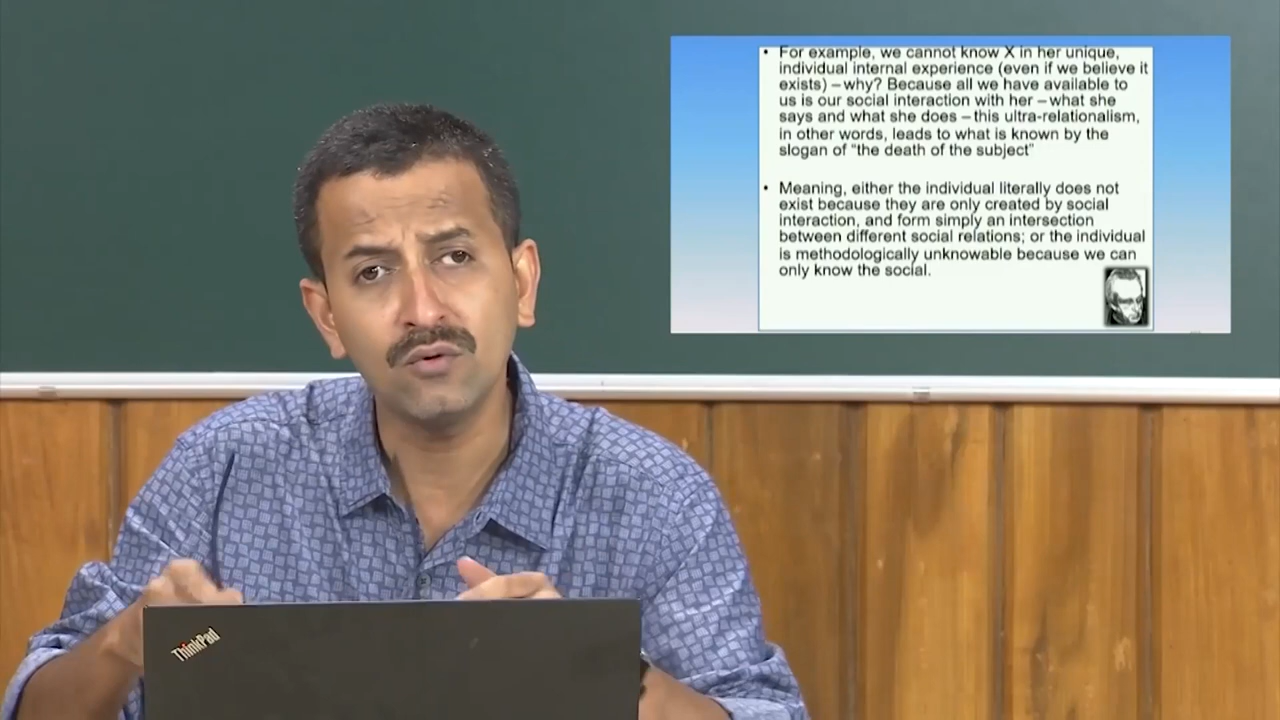 • For example, we cannot know X in her unique,
individual internal experience (even if we believe it
exists) – why? Because all we have available to
us is our social interaction with her – what she
says and what she does – this ultra-relationalism,
in other words, leads to what is known by the
slogan of “the death of the subject”
• Meaning, either the individual literally does not
exist because they are only created by social
interaction, and form simply an intersection
between different social relations; or the individual
is methodologically unknowable because we can
only know the social.
ThinkPad